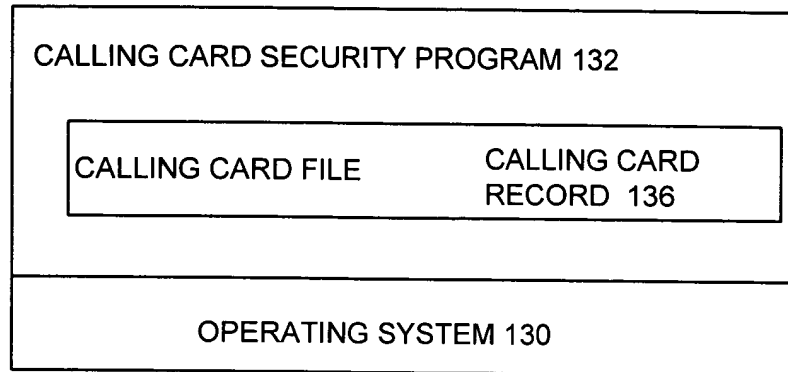 CALLING CARD SECURITY PROGRAM 132
CALLING CARD FILE
CALLING CARD
RECORD 136
OPERATING SYSTEM 130